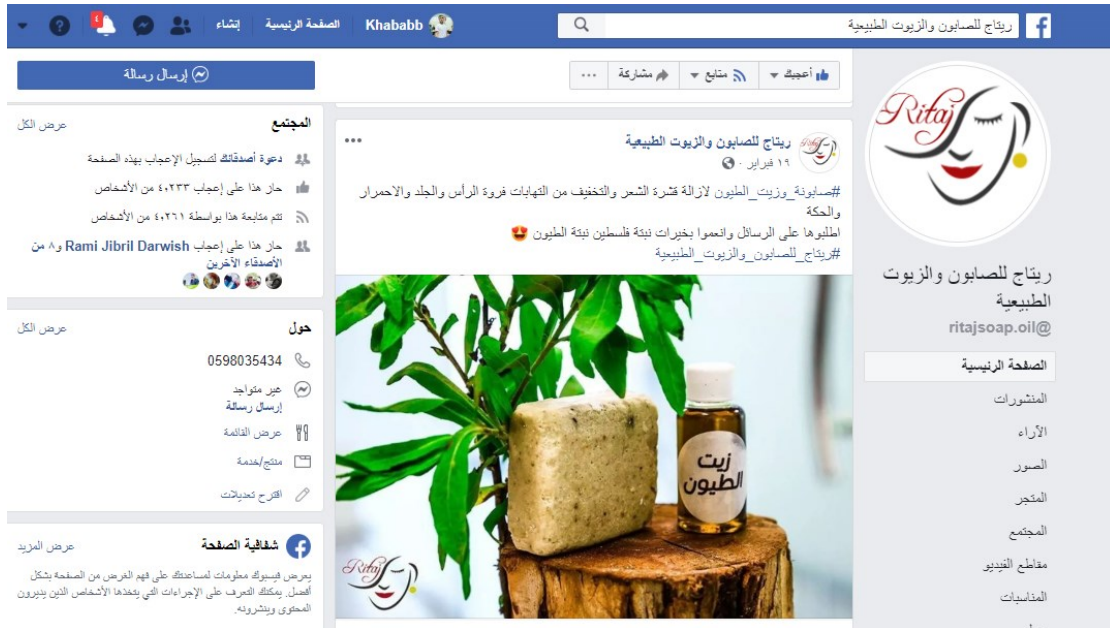 ريتاج للصابون والزيوت الطبيعية
Khababb
الصفحة الرئيسية
إنشاء
٤
Ritaj
ريتاج للصابون والزيوت
الطبيعية
@ritajsoap.oil
الصفحة الرئيسية
المنشورات
الآراء
الصور
المتجر
المجتمع
مقاطع الفيديو
المناسبات
أعجبك
متابع
مشاركة
ريتاج للصابون والزيوت الطبيعية
١٩ فبراير
#صابونة_وزيت_الطيون لازالة قشرة الشعر والتخفيف من التهابات فروة الرأس والجلد والاحمرار
والحكة
اطلبوها على الرسائل وانعموا بخيرات نبتة فلسطين نبتة الطيون 😍
#ريتاج_للصابون_والزيوت_الطبيعية
زيت
الطيون
Ritaj
إرسال رسالة
المجتمع
عرض الكل
دعوة أصدقائك لتسجيل الإعجاب بهذه الصفحة
حاز هذا على إعجاب ٤,٢٣٣ من الأشخاص
تتم متابعة هذا بواسطة ٤,٢٦١ من الأشخاص
حاز هذا على إعجاب Rami Jibril Darwish و٨ من
الأصدقاء الآخرين
حول
عرض الكل
0598035434
غير متواجد
إرسال رسالة
عرض القائمة
منتج/خدمة
اقترح تعديلات
شفافية الصفحة
عرض المزيد
يعرض فيسبوك معلومات لمساعدتك على فهم الغرض من الصفحة بشكل
أفضل. يمكنك التعرف على الإجراءات التي يتخذها الأشخاص الذين يديرون
المحتوى وينشرونه.